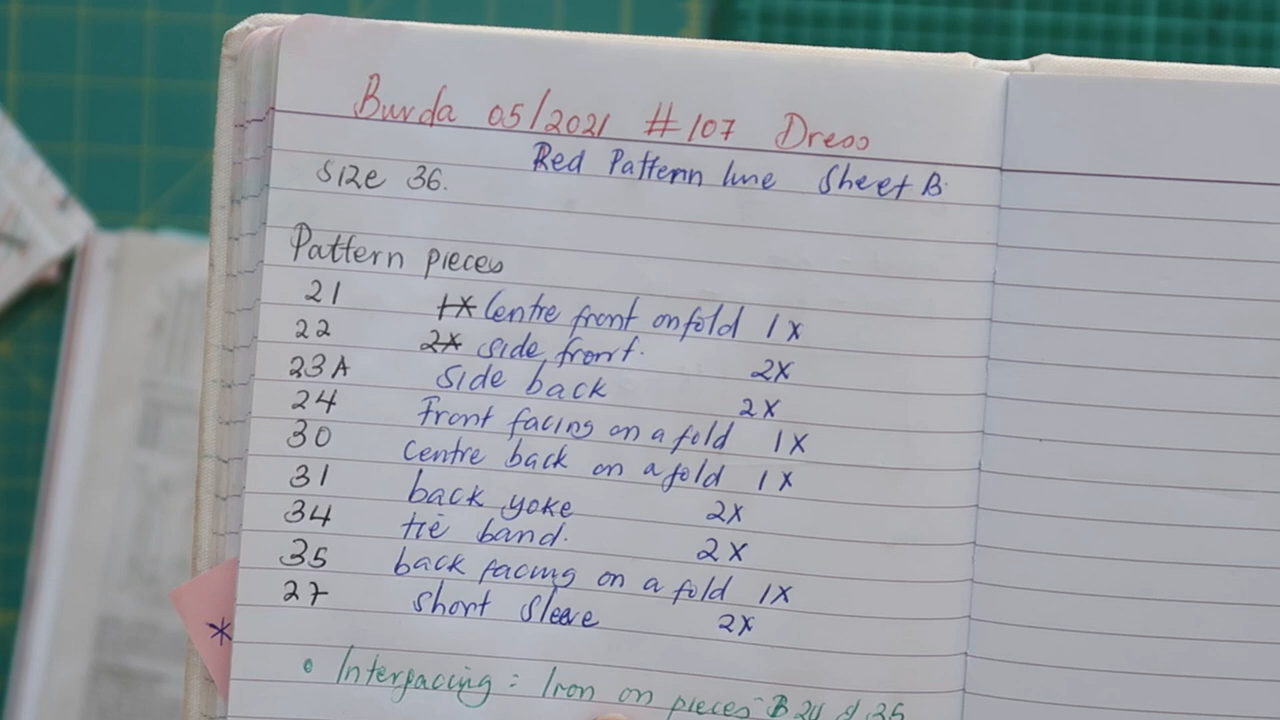 Burda 05/2021 #107 Dress
Red Pattern line Sheet B.
Size 36.
Pattern pieces
21 1x Centre front on fold 1x
22 2x side front. 2x
23A Side back 2x
24 Front facing on a fold 1x
30 Centre back on a fold 1x
31 back yoke 2x
34 tie band. 2x
35 back facing on a fold 1x
27 short sleeve 2x
*
• Interfacing: Iron on pieces 24 & 35